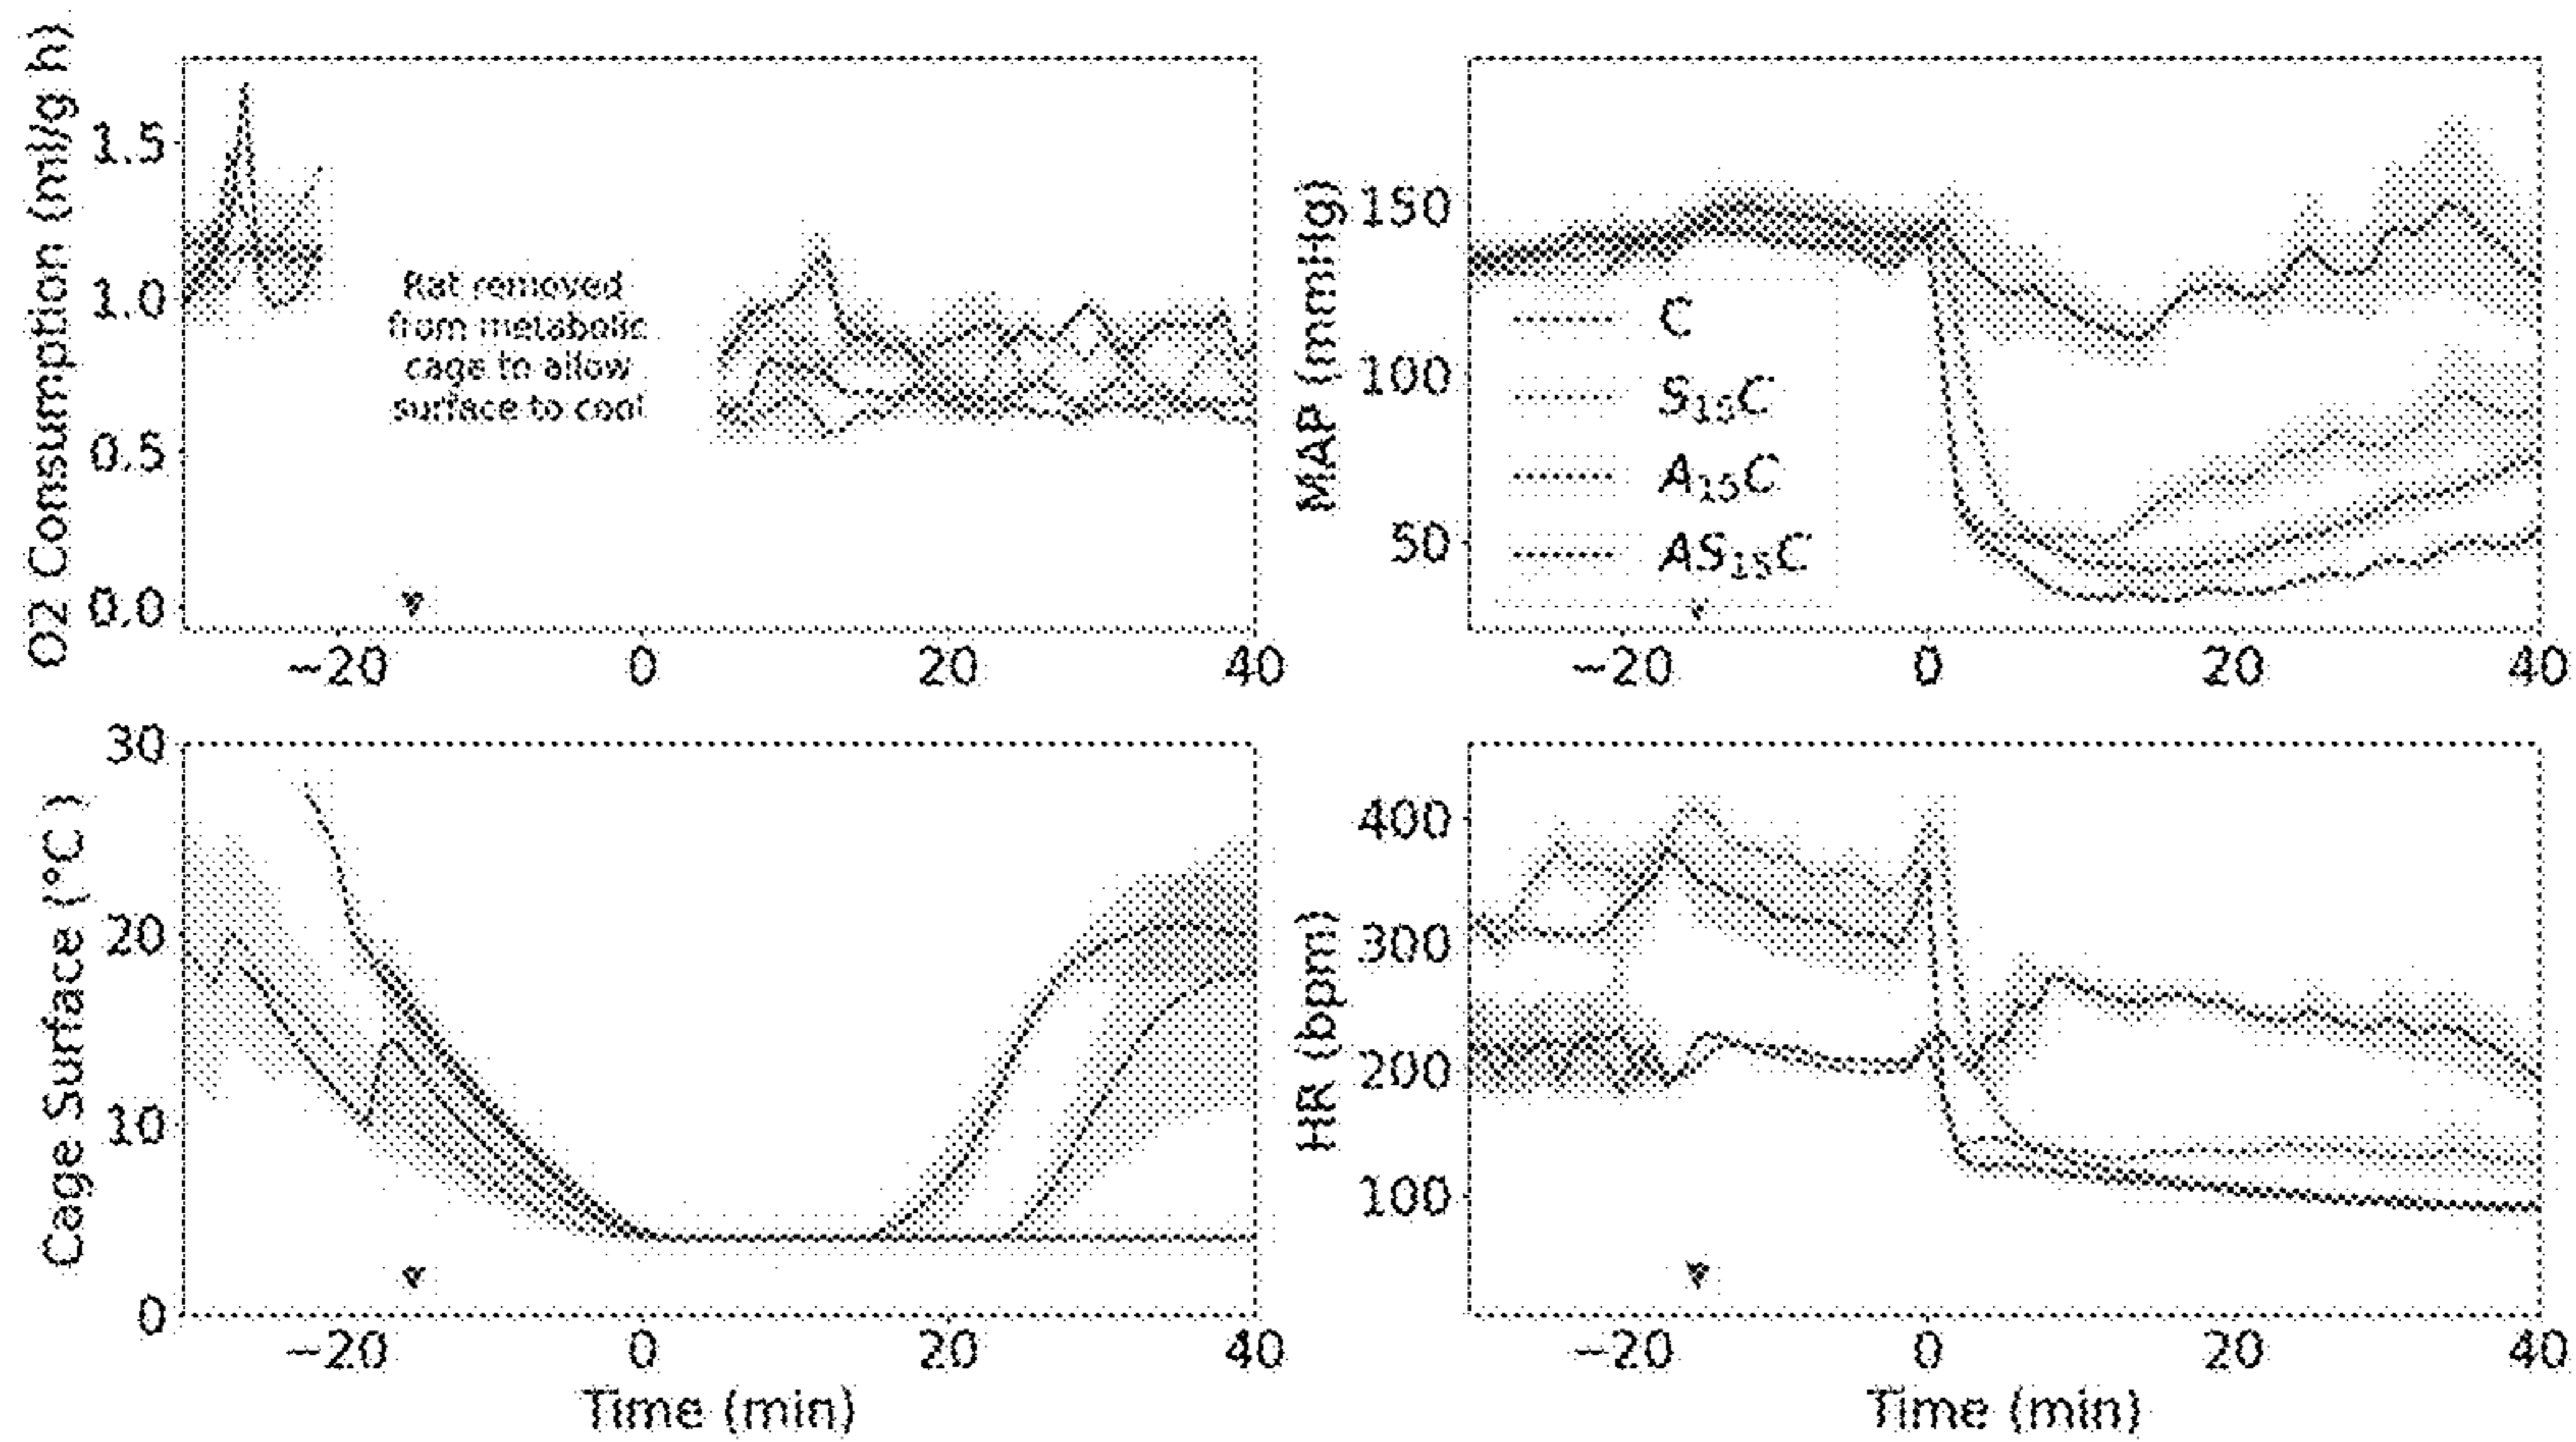 O2 Consumption (ml/g h)
1.5
1.0
0.5
0.0
Rat removed
from metabolic
cage to allow
surface to cool
−20 0 20 40
MAP (mmHg)
150
100
50
C
S₁₅C
A₁₅C
AS₁₅C
−20 0 20 40
Cage Surface (°C)
30
20
10
0
−20 0 20 40
Time (min)
HR (bpm)
400
300
200
100
−20 0 20 40
Time (min)